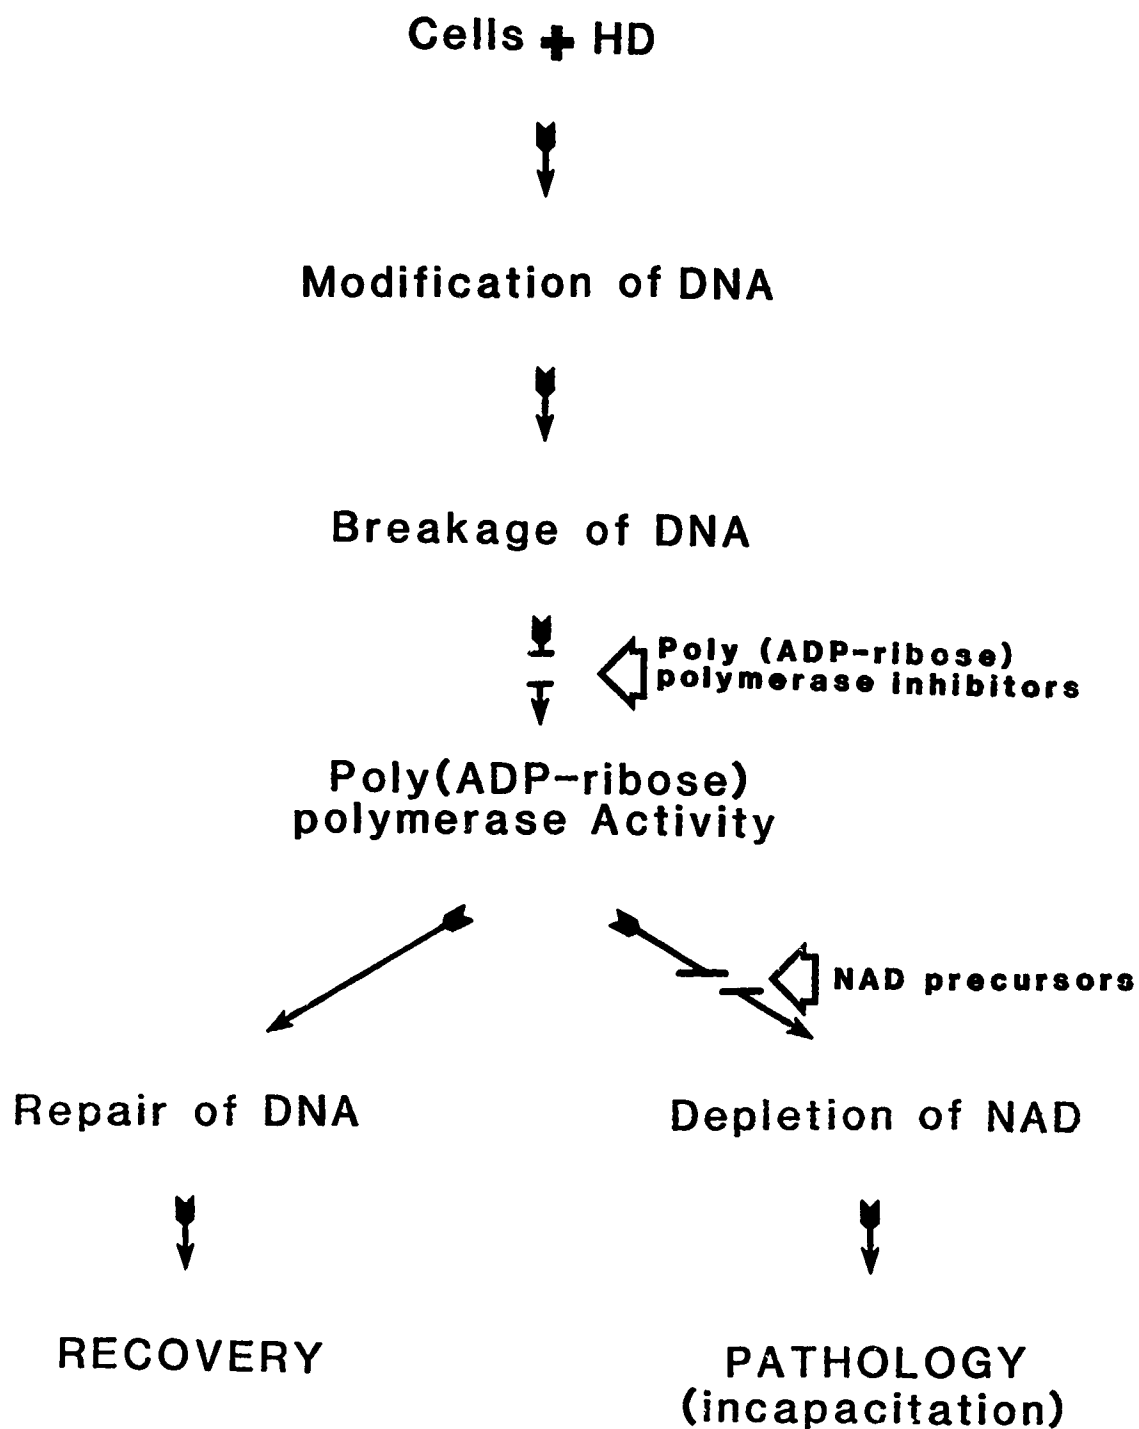 Cells + HD
Modification of DNA
Breakage of DNA
Poly (ADP-ribose)
polymerase inhibitors
Poly(ADP-ribose)
polymerase Activity
NAD precursors
Repair of DNA
Depletion of NAD
RECOVERY
PATHOLOGY
(incapacitation)